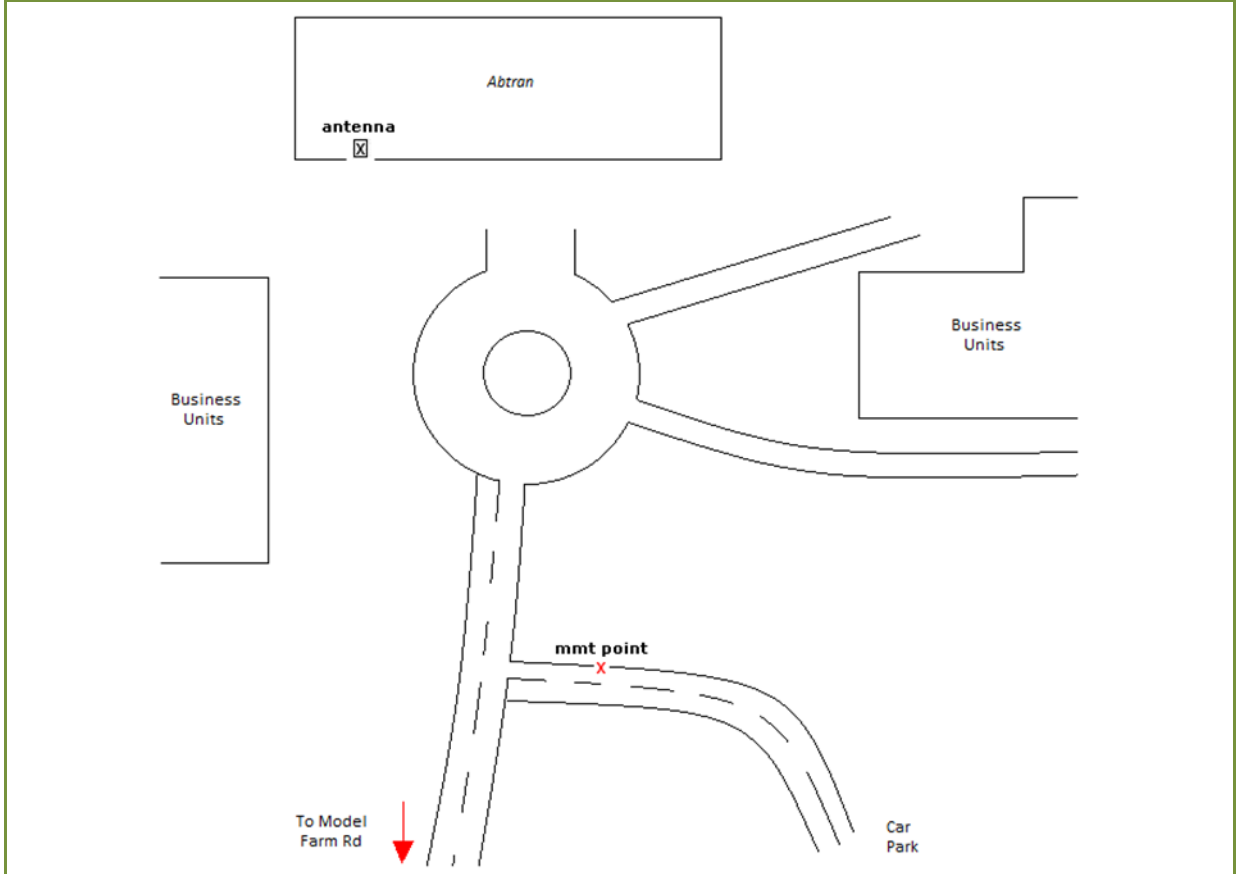 Abtran
antenna
X
Business
Units
Business
Units
mmt point
X
To Model
Farm Rd
Car
Park